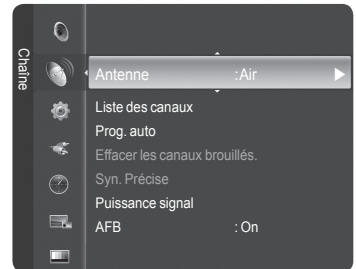 Chaîne
Antenne :Air
Liste des canaux
Prog. auto
Effacer les canaux brouillés.
Syn. Précise
Puissance signal
AFB : On